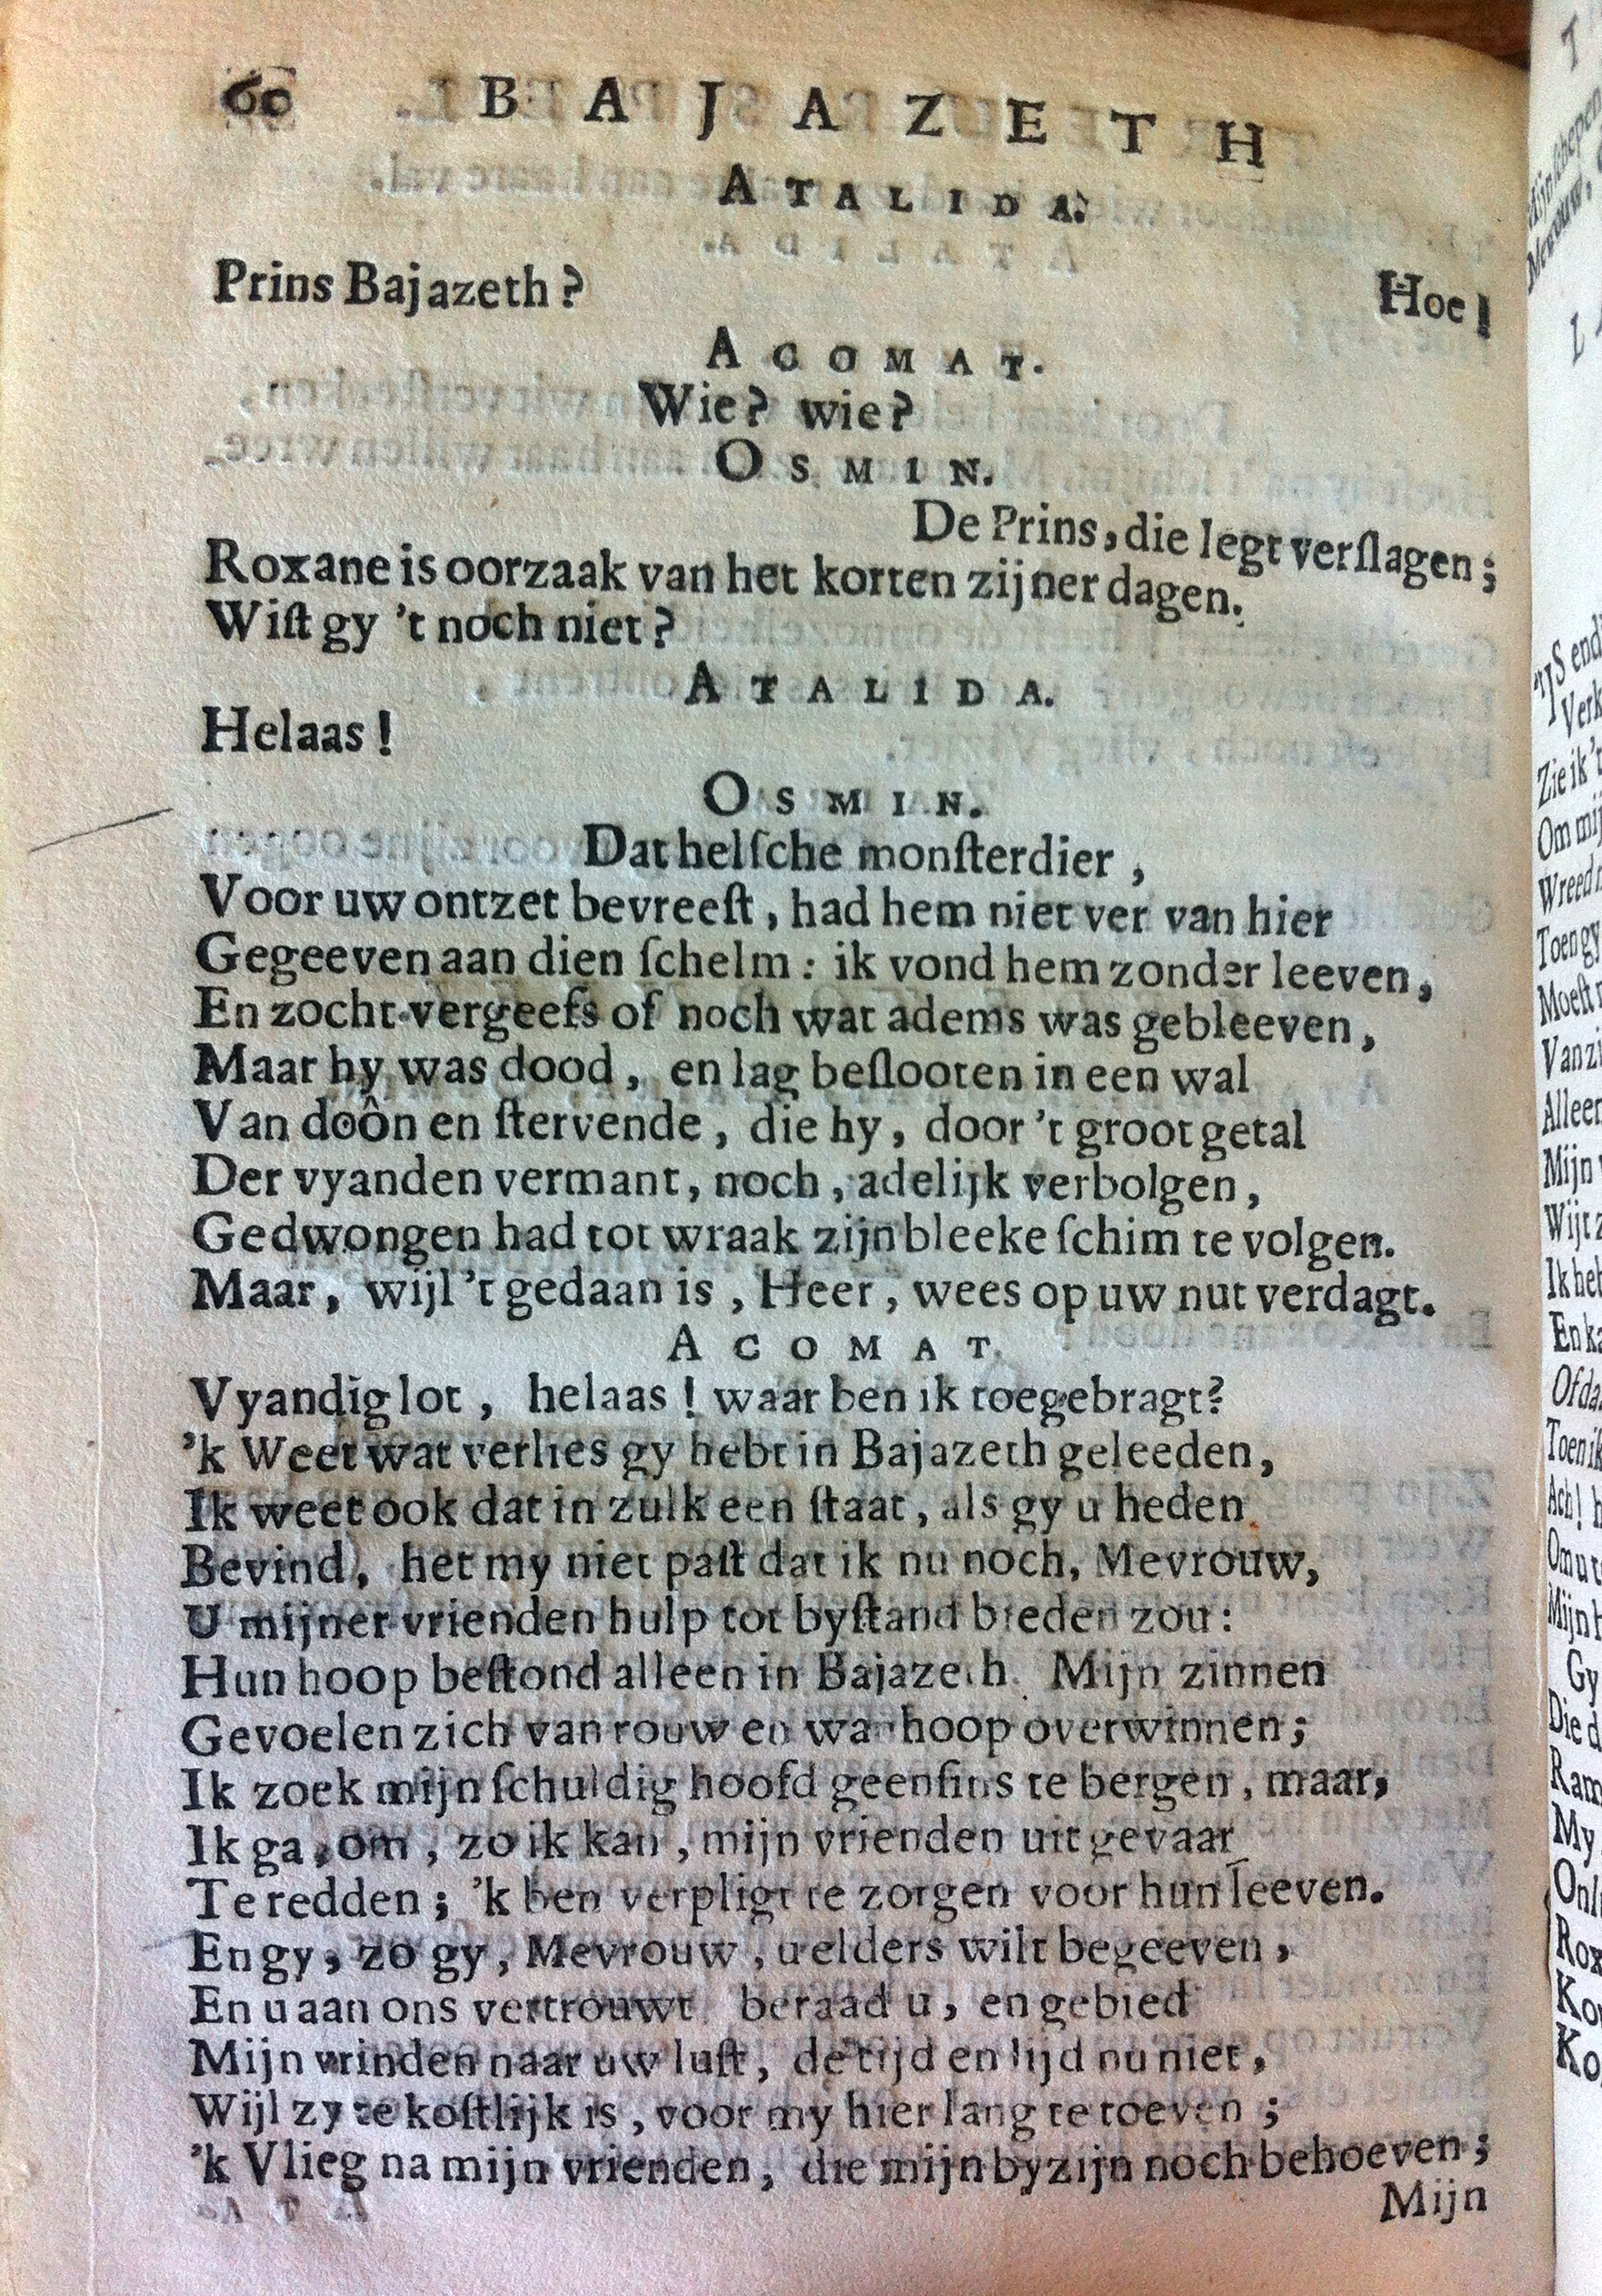 60 BAJAZETH
ATALIDA.
Prins Bajazeth? Hoe!
ACOMAT.
Wie? wie?
OSMIN.
De Prins, die legt verſlagen;
Roxane is oorzaak van het korten zijner dagen.
Wiſt gy 't noch niet?
ATALIDA.
Helaas!
OSMIN.
Dat helſche monſterdier,
Voor uw ontzet bevreeſt, had hem niet ver van hier
Gegeeven aan dien ſchelm: ik vond hem zonder leeven,
En zocht vergeefs of noch wat adems was gebleeven,
Maar hy was dood, en lag beſlooten in een wal
Van doôn en ſtervende, die hy, door 't groot getal
Der vyanden vermant, noch, adelijk verbolgen,
Gedwongen had tot wraak zijn bleeke ſchim te volgen.
Maar, wijl 't gedaan is, Heer, wees op uw nut verdagt.
ACOMAT.
Vyandig lot, helaas! waar ben ik toegebragt?
'k Weet wat verlies gy hebt in Bajazeth geleeden,
Ik weet ook dat in zulk een ſtaat, als gy u heden
Bevind, het my niet paſt dat ik nu noch, Mevrouw,
U mijner vrienden hulp tot byſtand bieden zou:
Hun hoop beſtond alleen in Bajazeth. Mijn zinnen
Gevoelen zich van rouw en wanhoop overwinnen;
Ik zoek mijn ſchuldig hoofd geenſins te bergen, maar,
Ik ga, om, zo ik kan, mijn vrienden uit gevaar
Te redden; 'k ben verpligt te zorgen voor hun leeven.
En gy, zo gy, Mevrouw, u elders wilt begeeven,
En u aan ons vertrouwt beraad u, en gebied
Mijn vrinden naar uw luſt, de tijd en lijd nu niet,
Wijl zy te koſtlijk is, voor my hier lang te toeven;
'k Vlieg na mijn vrienden, die mijn byzijn noch behoeven;
Mijn